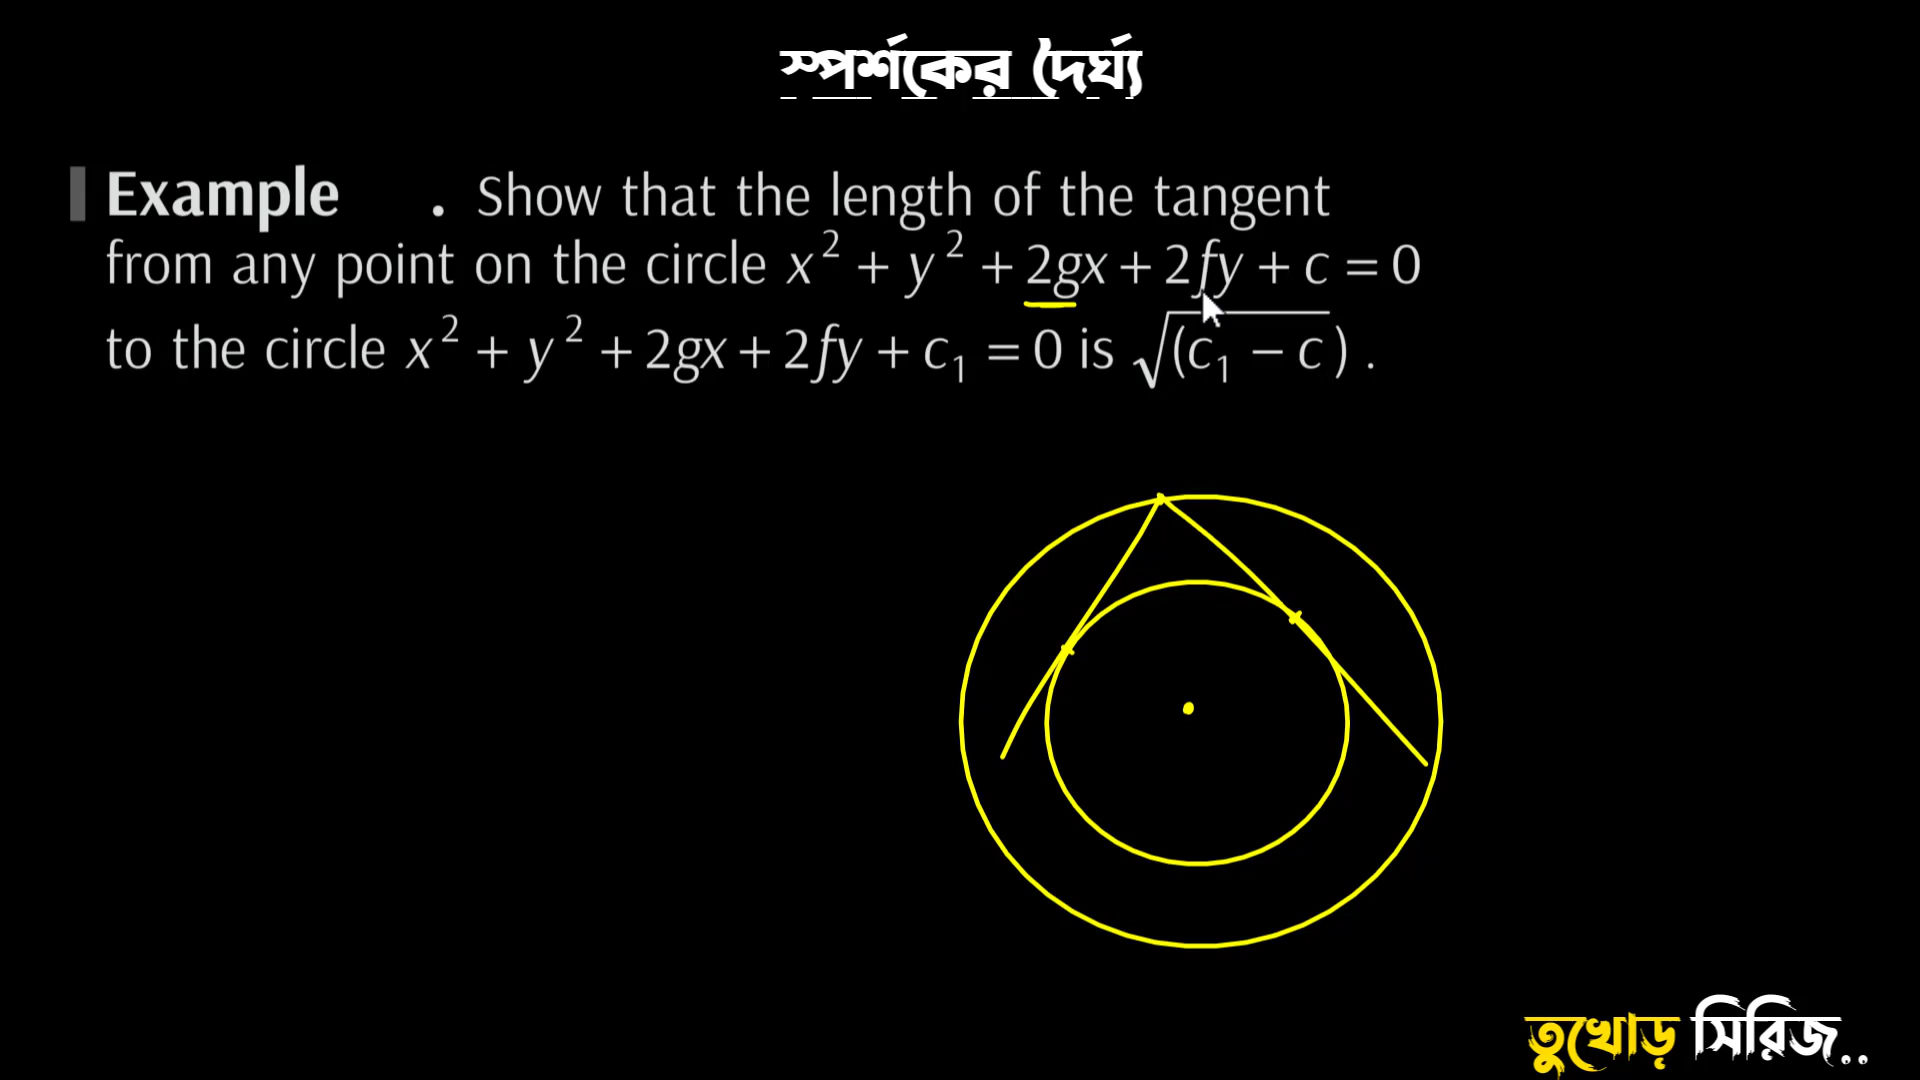 স্পর্শকের দৈর্ঘ্য
Example . Show that the length of the tangent
from any point on the circle x² + y² + 2gx + 2fy + c = 0
to the circle x² + y² + 2gx + 2fy + c₁ = 0 is √(c₁ − c) .
তুখোড় সিরিজ..